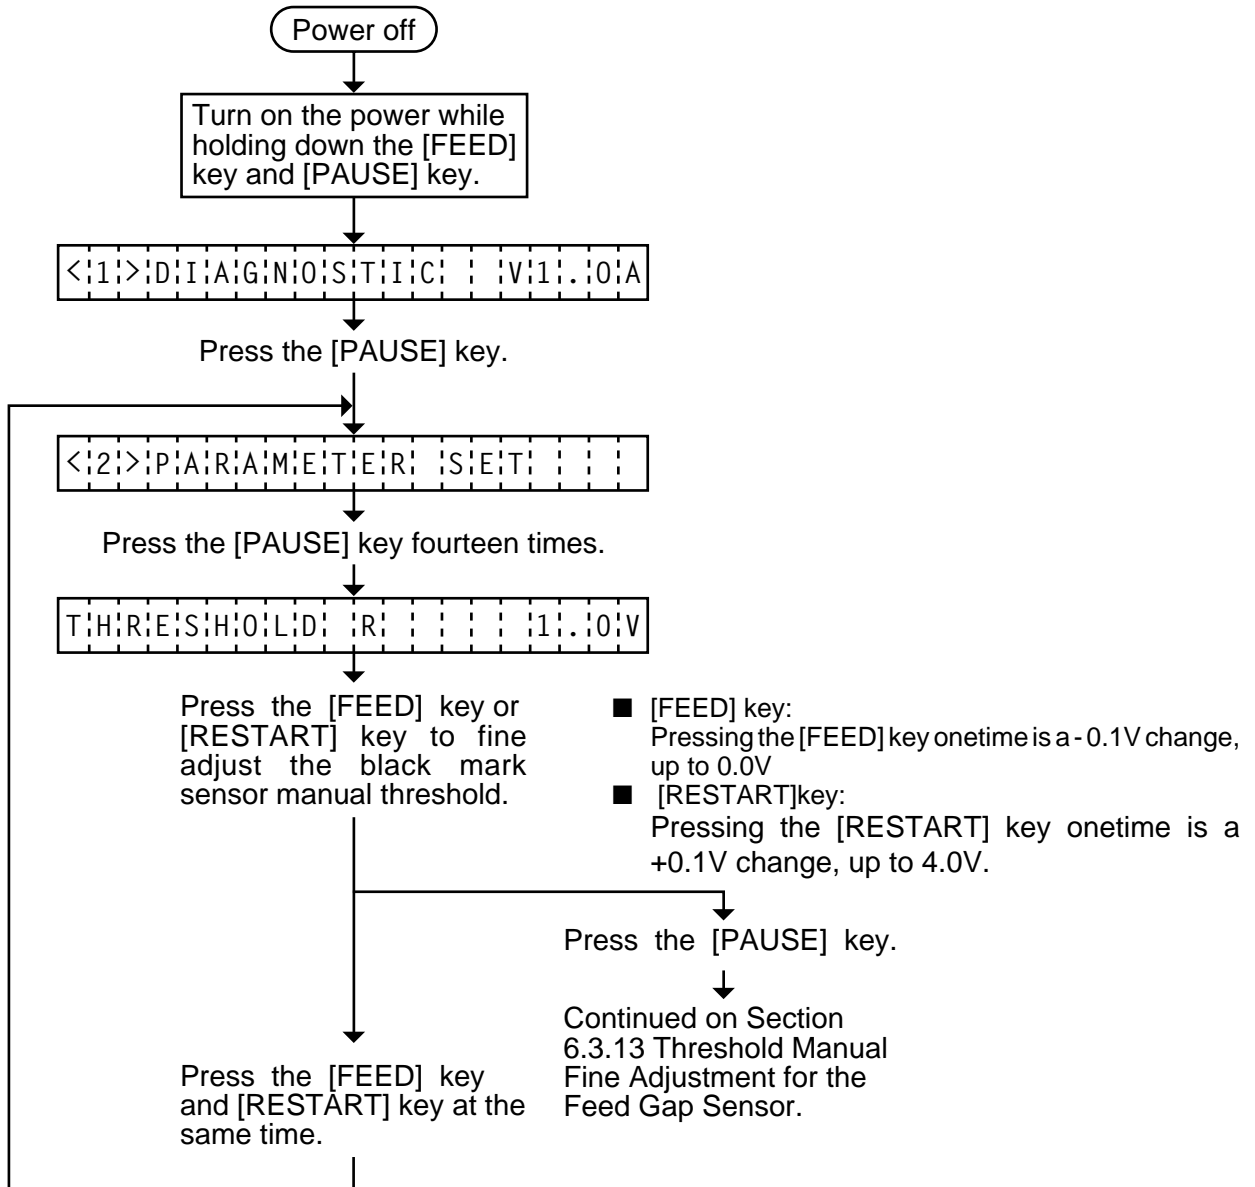 Power off
Turn on the power while
holding down the [FEED]
key and [PAUSE] key.
<1>DIAGNOSTIC  V1.0A
Press the [PAUSE] key.
<2>PARAMETER SET
Press the [PAUSE] key fourteen times.
THRESHOLD R     1.0V
Press the [FEED] key or
[RESTART] key to fine
adjust the black mark
sensor manual threshold.
■ [FEED] key:
Pressing the [FEED] key onetime is a - 0.1V change,
up to 0.0V
■ [RESTART]key:
Pressing the [RESTART] key onetime is a
+0.1V change, up to 4.0V.
Press the [PAUSE] key.
Continued on Section
6.3.13 Threshold Manual
Fine Adjustment for the
Feed Gap Sensor.
Press the [FEED] key
and [RESTART] key at the
same time.